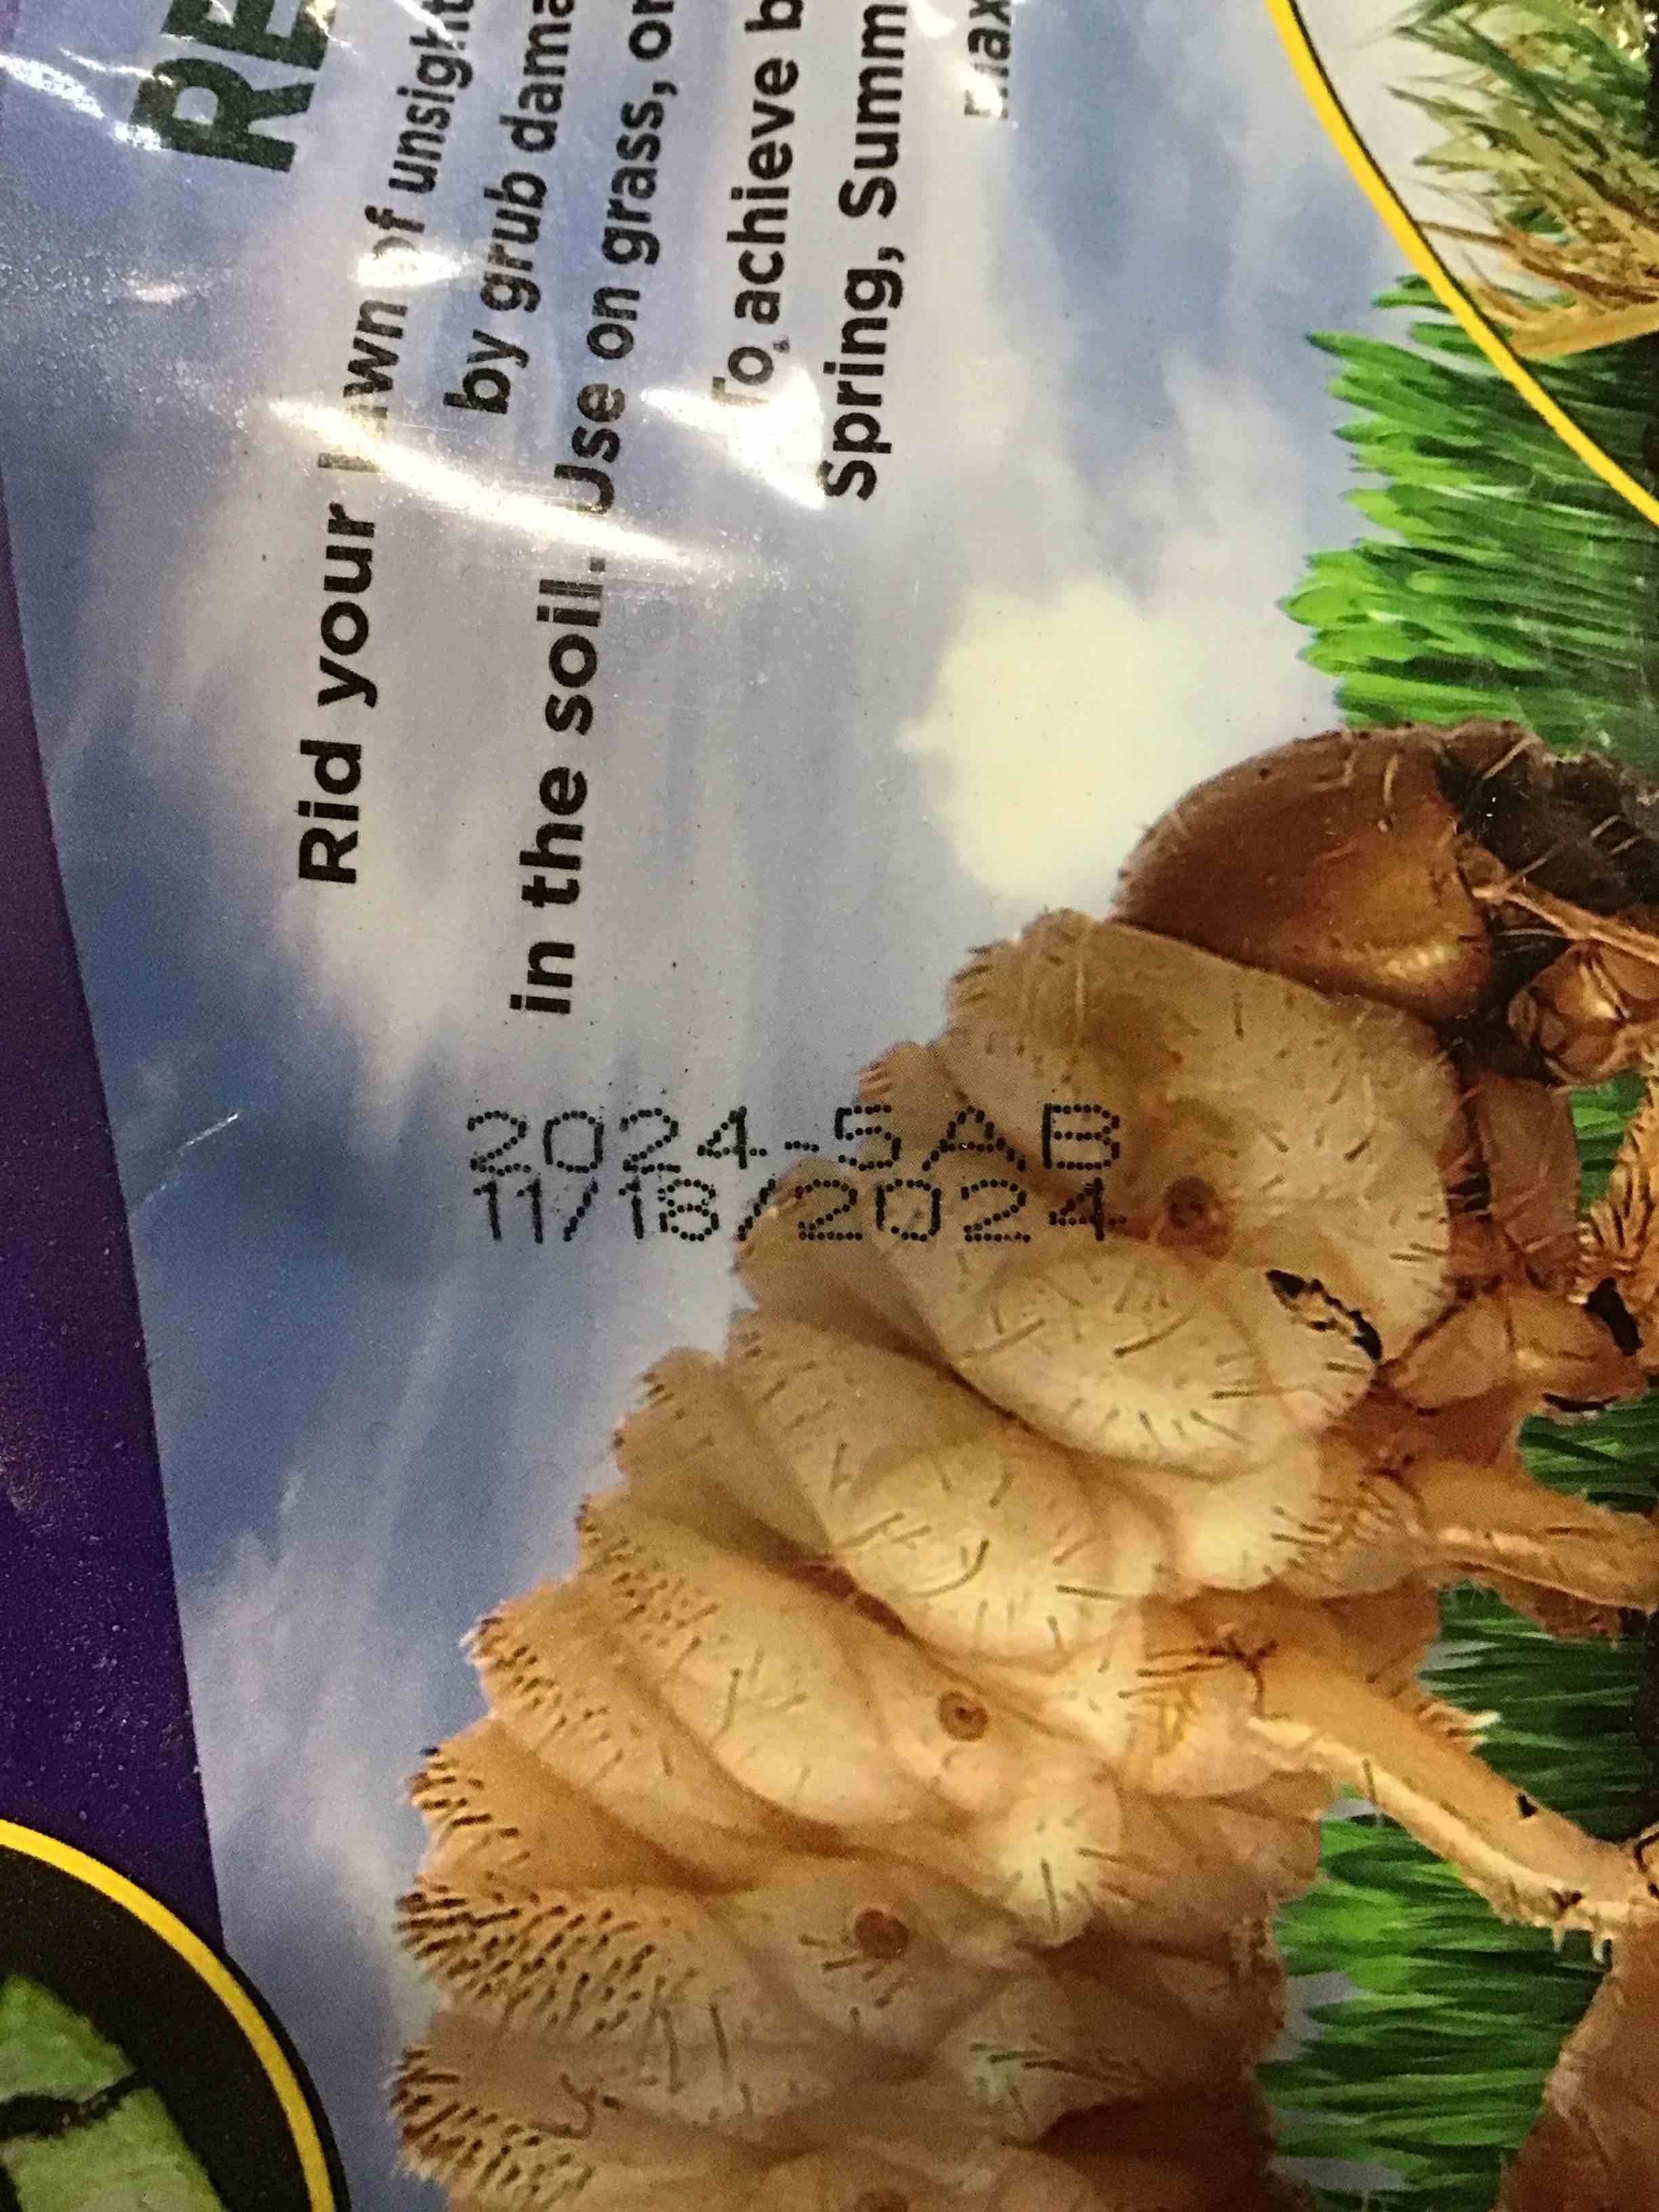 RE
Rid your lawn of unsight
by grub dama
in the soil. Use on grass, or
To achieve b
Spring, Summ
max
2024-5AB
11/18/2024